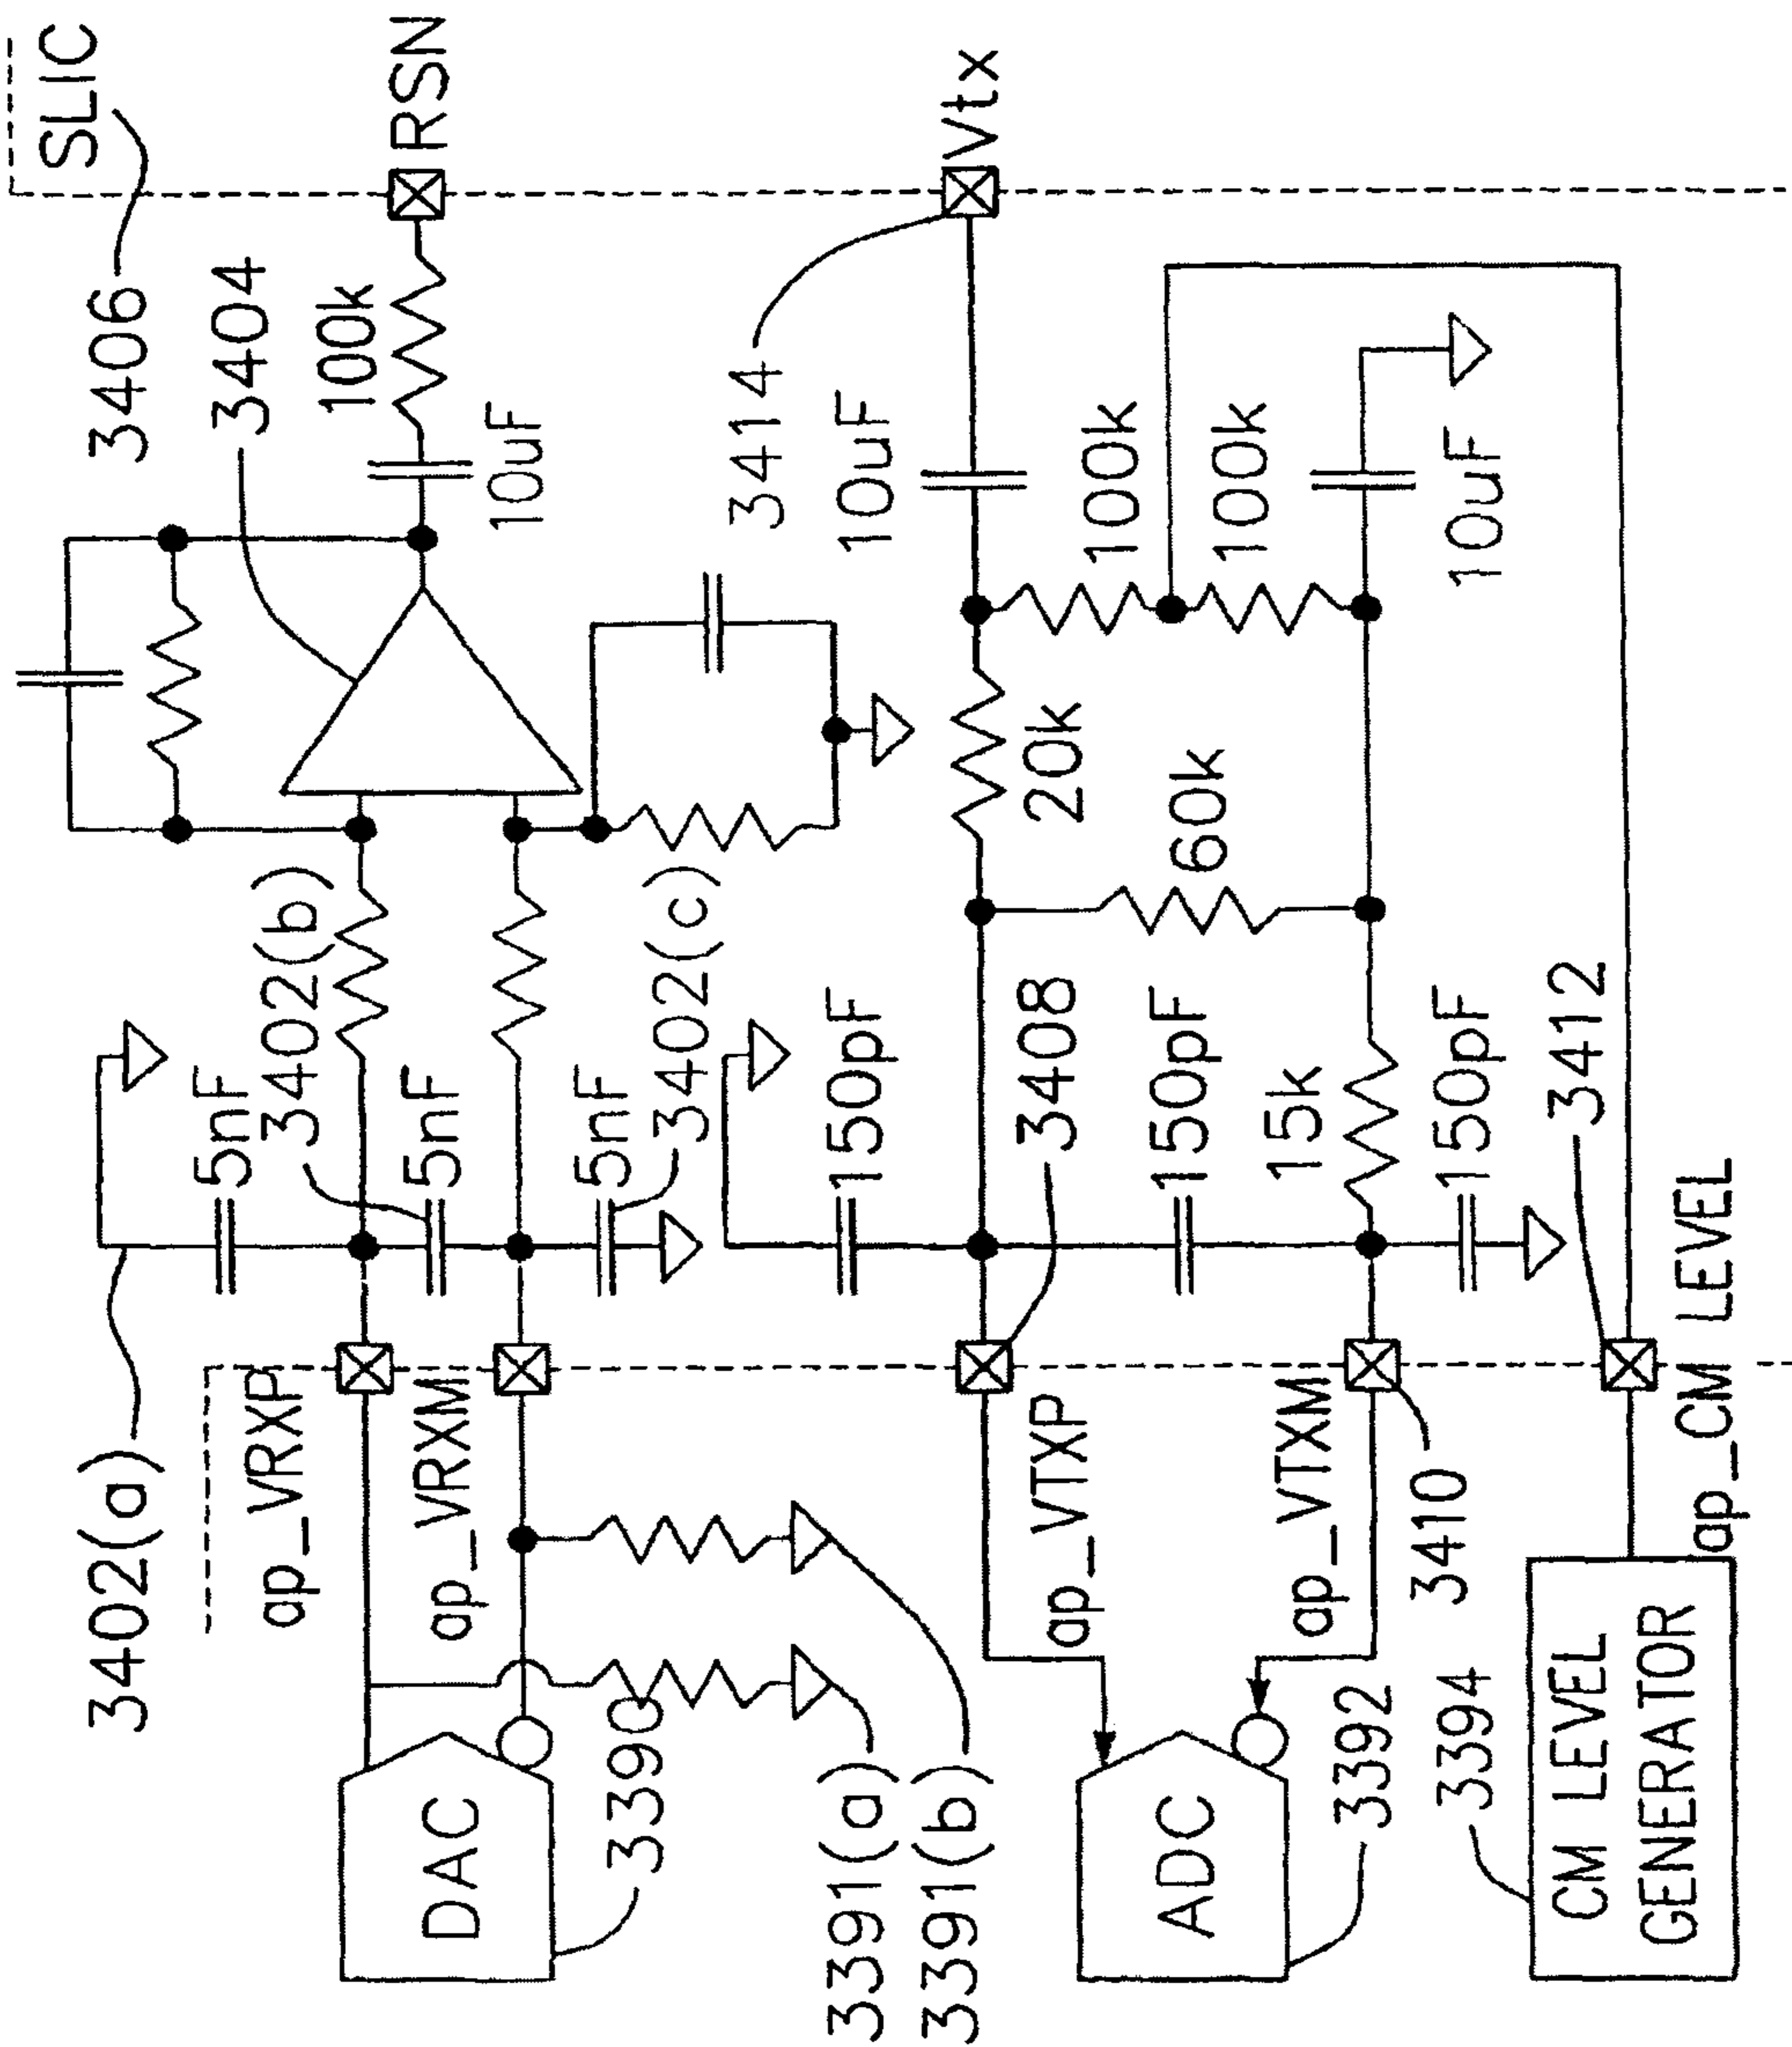 SLIC
3406
3404
100k
RSN
10uF
3402(a)
5nF
3402(b)
5nF
5nF
3402(c)
ap_VRXP
ap_VRXM
DAC
3390
3391(a)
3391(b)
3414
Vtx
10uF
150pF
20k
100k
60k
100k
3408
150pF
15k
10uF
150pF
ap_VTXP
ap_VTXM
ADC
3392
3410
3412
3394
CM LEVEL
GENERATOR
ap_CM LEVEL